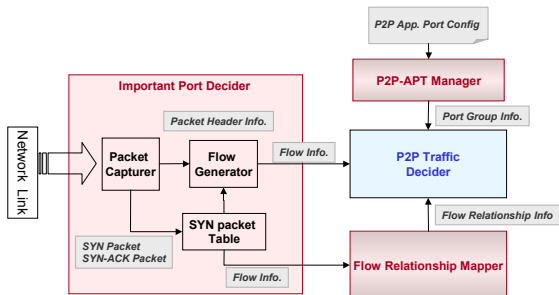 P2P App. Port Config
Important Port Decider
P2P-APT Manager
Packet Header Info.
Port Group Info.
Network Link
Packet
Capturer
Flow
Generator
Flow Info.
P2P Traffic
Decider
SYN packet
Table
Flow Relationship Info
SYN Packet
SYN-ACK Packet
Flow Info.
Flow Relationship Mapper